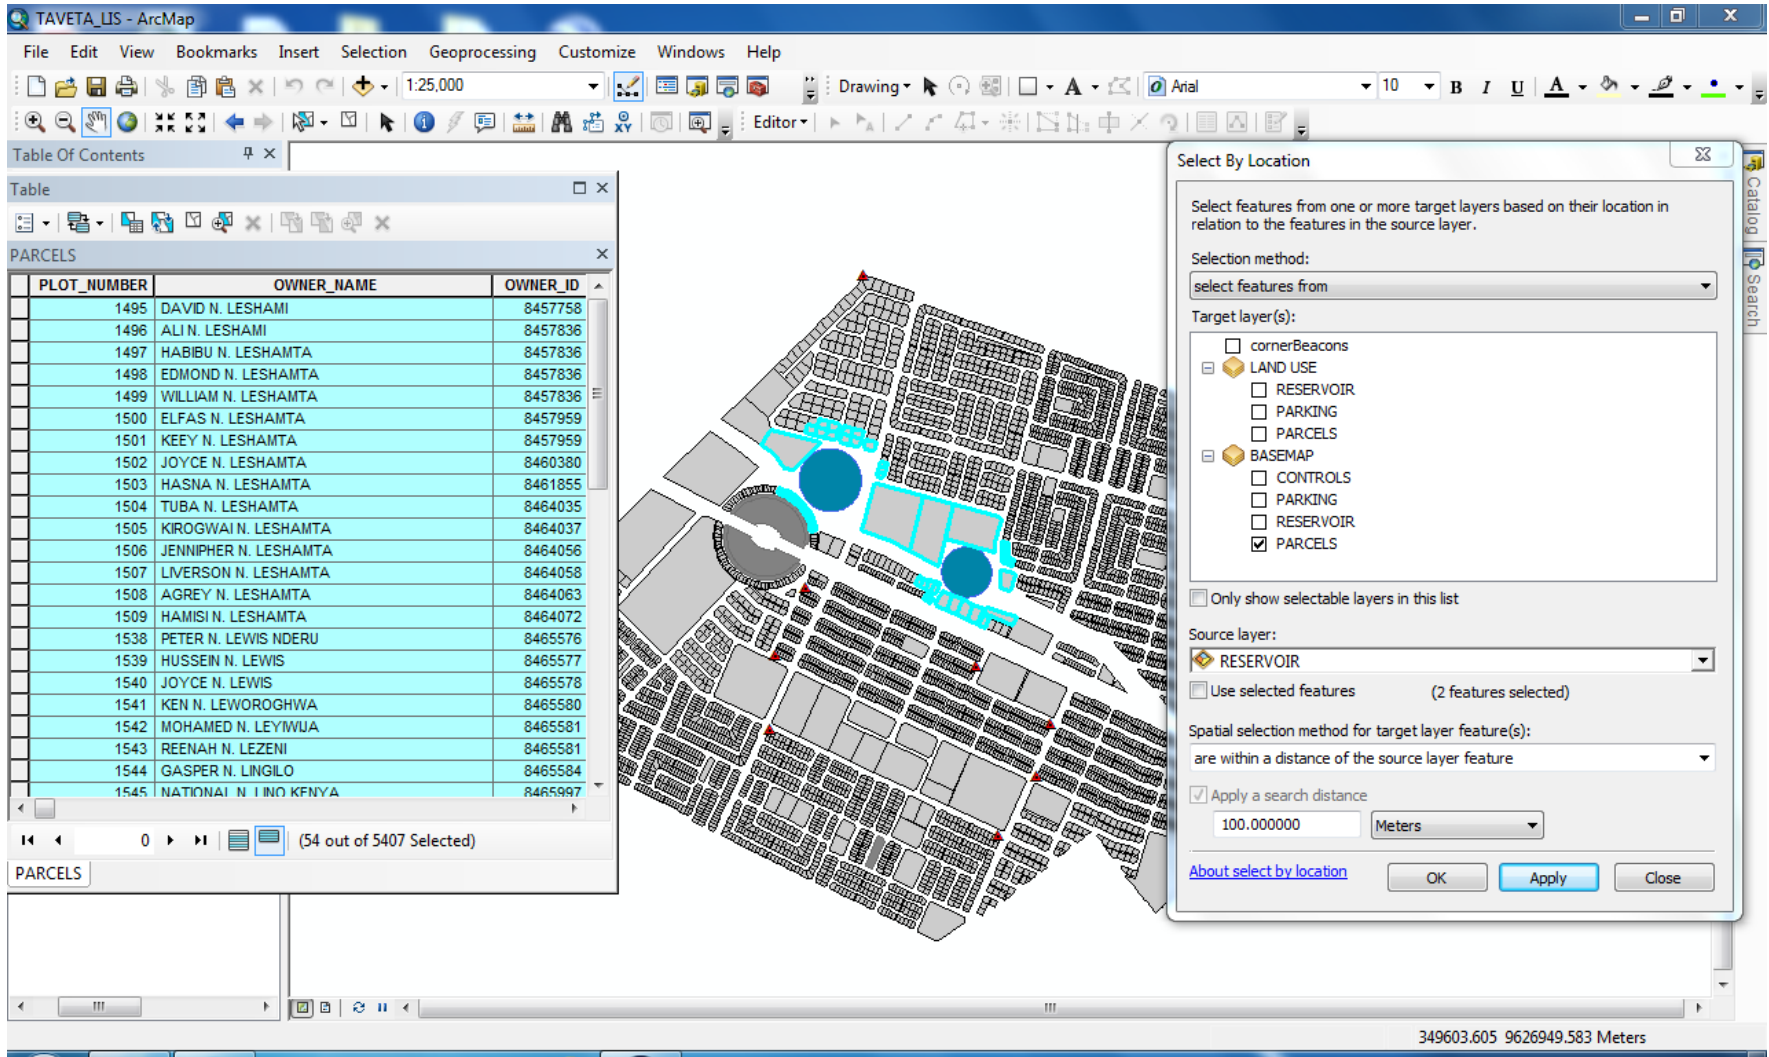 TAVETA_LIS - ArcMap
File Edit View Bookmarks Insert Selection Geoprocessing Customize Windows Help
1:25,000
Drawing
Arial
10
B I U A
Editor
Table Of Contents
Table
PARCELS
PLOT_NUMBER OWNER_NAME OWNER_ID
1495 DAVID N. LESHAMI 8457758
1496 ALI N. LESHAMI 8457836
1497 HABIBU N. LESHAMTA 8457836
1498 EDMOND N. LESHAMTA 8457836
1499 WILLIAM N. LESHAMTA 8457836
1500 ELFAS N. LESHAMTA 8457959
1501 KEEY N. LESHAMTA 8457959
1502 JOYCE N. LESHAMTA 8460380
1503 HASNA N. LESHAMTA 8461855
1504 TUBA N. LESHAMTA 8464035
1505 KIROGWAI N. LESHAMTA 8464037
1506 JENNIPHER N. LESHAMTA 8464056
1507 LIVERSON N. LESHAMTA 8464058
1508 AGREY N. LESHAMTA 8464063
1509 HAMISI N. LESHAMTA 8464072
1538 PETER N. LEWIS NDERU 8465576
1539 HUSSEIN N. LEWIS 8465577
1540 JOYCE N. LEWIS 8465578
1541 KEN N. LEWOROGHWA 8465580
1542 MOHAMED N. LEYIWIJA 8465581
1543 REENAH N. LEZENI 8465581
1544 GASPER N. LINGILO 8465584
1545 NATIONAL N. LINO KENYA 8465997
0 (54 out of 5407 Selected)
PARCELS
Select By Location
Select features from one or more target layers based on their location in
relation to the features in the source layer.
Selection method:
select features from
Target layer(s):
cornerBeacons
LAND USE
RESERVOIR
PARKING
PARCELS
BASEMAP
CONTROLS
PARKING
RESERVOIR
PARCELS
Only show selectable layers in this list
Source layer:
RESERVOIR
Use selected features (2 features selected)
Spatial selection method for target layer feature(s):
are within a distance of the source layer feature
Apply a search distance
100.000000 Meters
About select by location OK Apply Close
Catalog
Search
349603.605 9626949.583 Meters